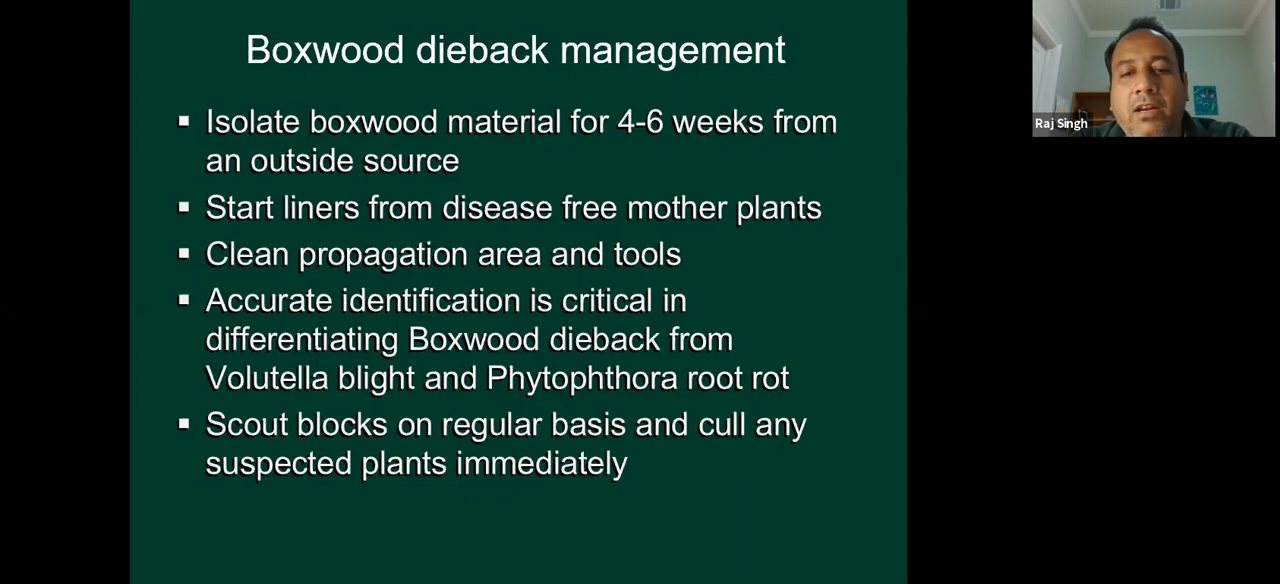 Boxwood dieback management
▪ Isolate boxwood material for 4-6 weeks from
an outside source
▪ Start liners from disease free mother plants
▪ Clean propagation area and tools
▪ Accurate identification is critical in
differentiating Boxwood dieback from
Volutella blight and Phytophthora root rot
▪ Scout blocks on regular basis and cull any
suspected plants immediately
Raj Singh